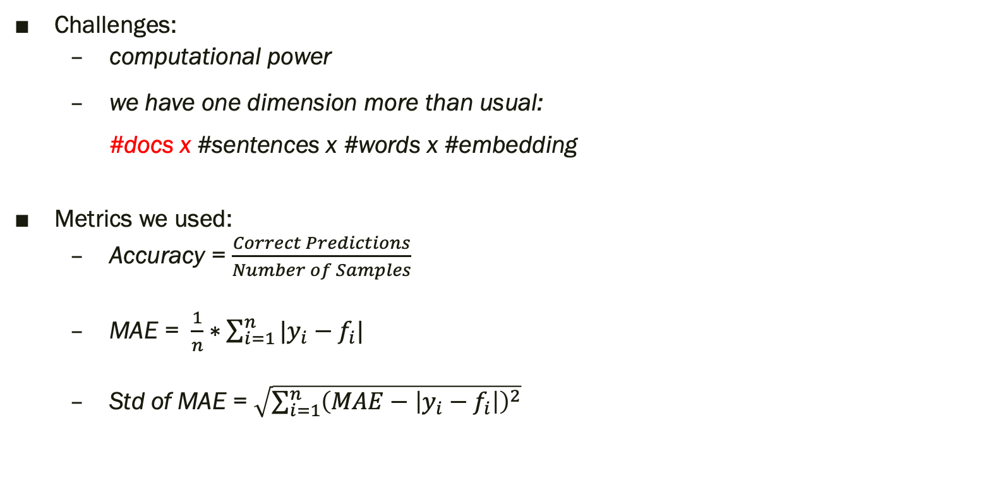 ■ Challenges:
– computational power
– we have one dimension more than usual:
#docs x #sentences x #words x #embedding
■ Metrics we used:
– Accuracy = \frac{Correct Predictions}{Number of Samples}
– MAE = \frac{1}{n} * \sum_{i=1}^{n} |y_i − f_i|
– Std of MAE = \sqrt{\sum_{i=1}^{n} (MAE − |y_i − f_i|)^2}